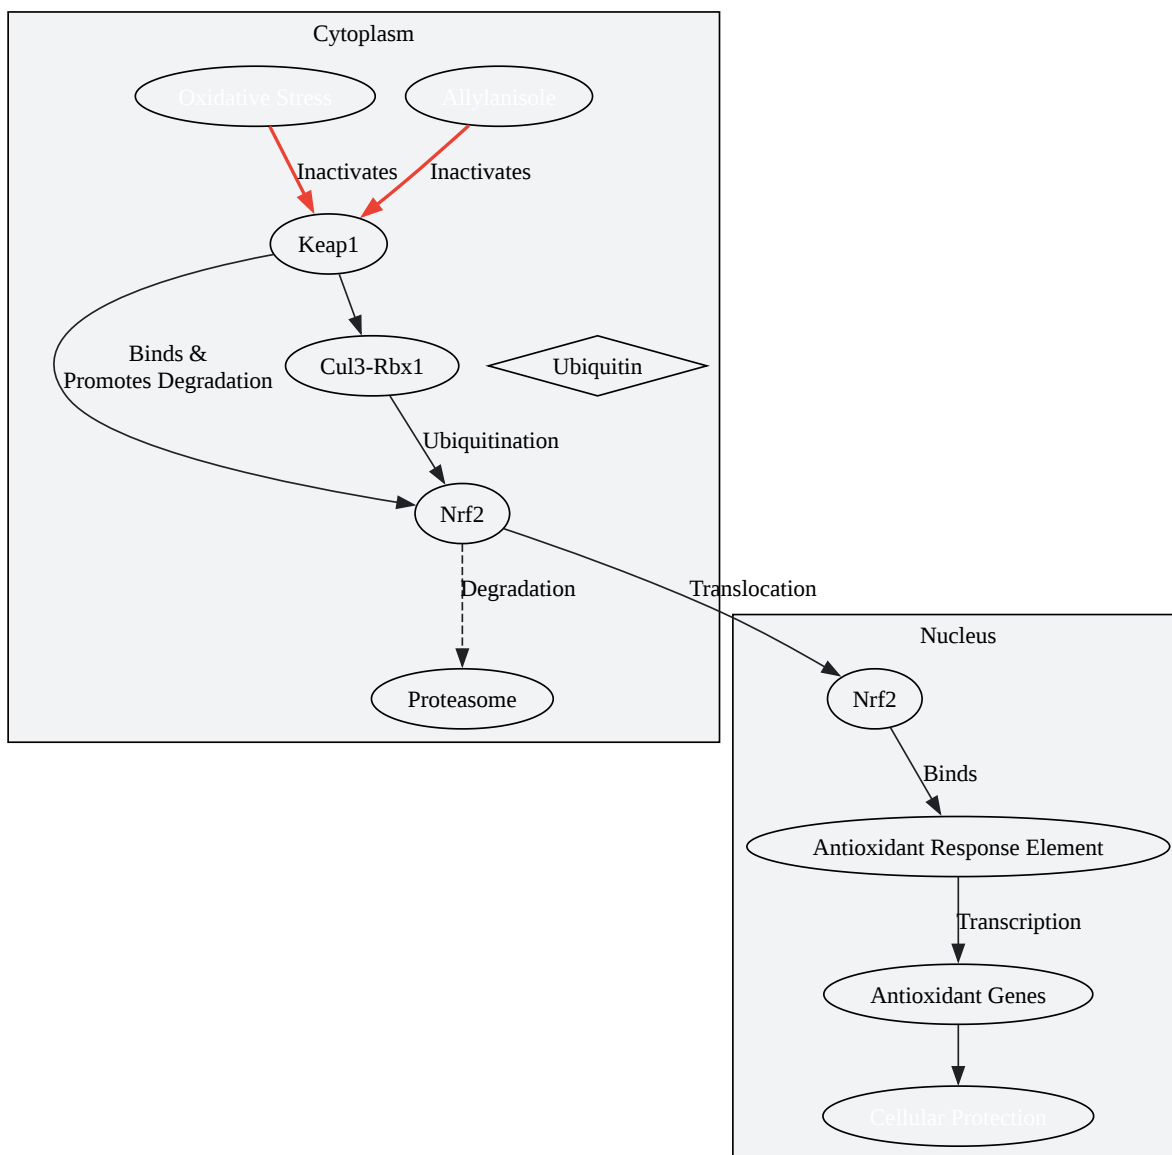 Cytoplasm
Oxidative Stress
Allylanisole
Inactivates
Inactivates
Keap1
Binds &
Promotes Degradation
Cul3-Rbx1
Ubiquitin
Ubiquitination
Nrf2
Degradation
Translocation
Proteasome
Nucleus
Nrf2
Binds
Antioxidant Response Element
Transcription
Antioxidant Genes
Cellular Protection